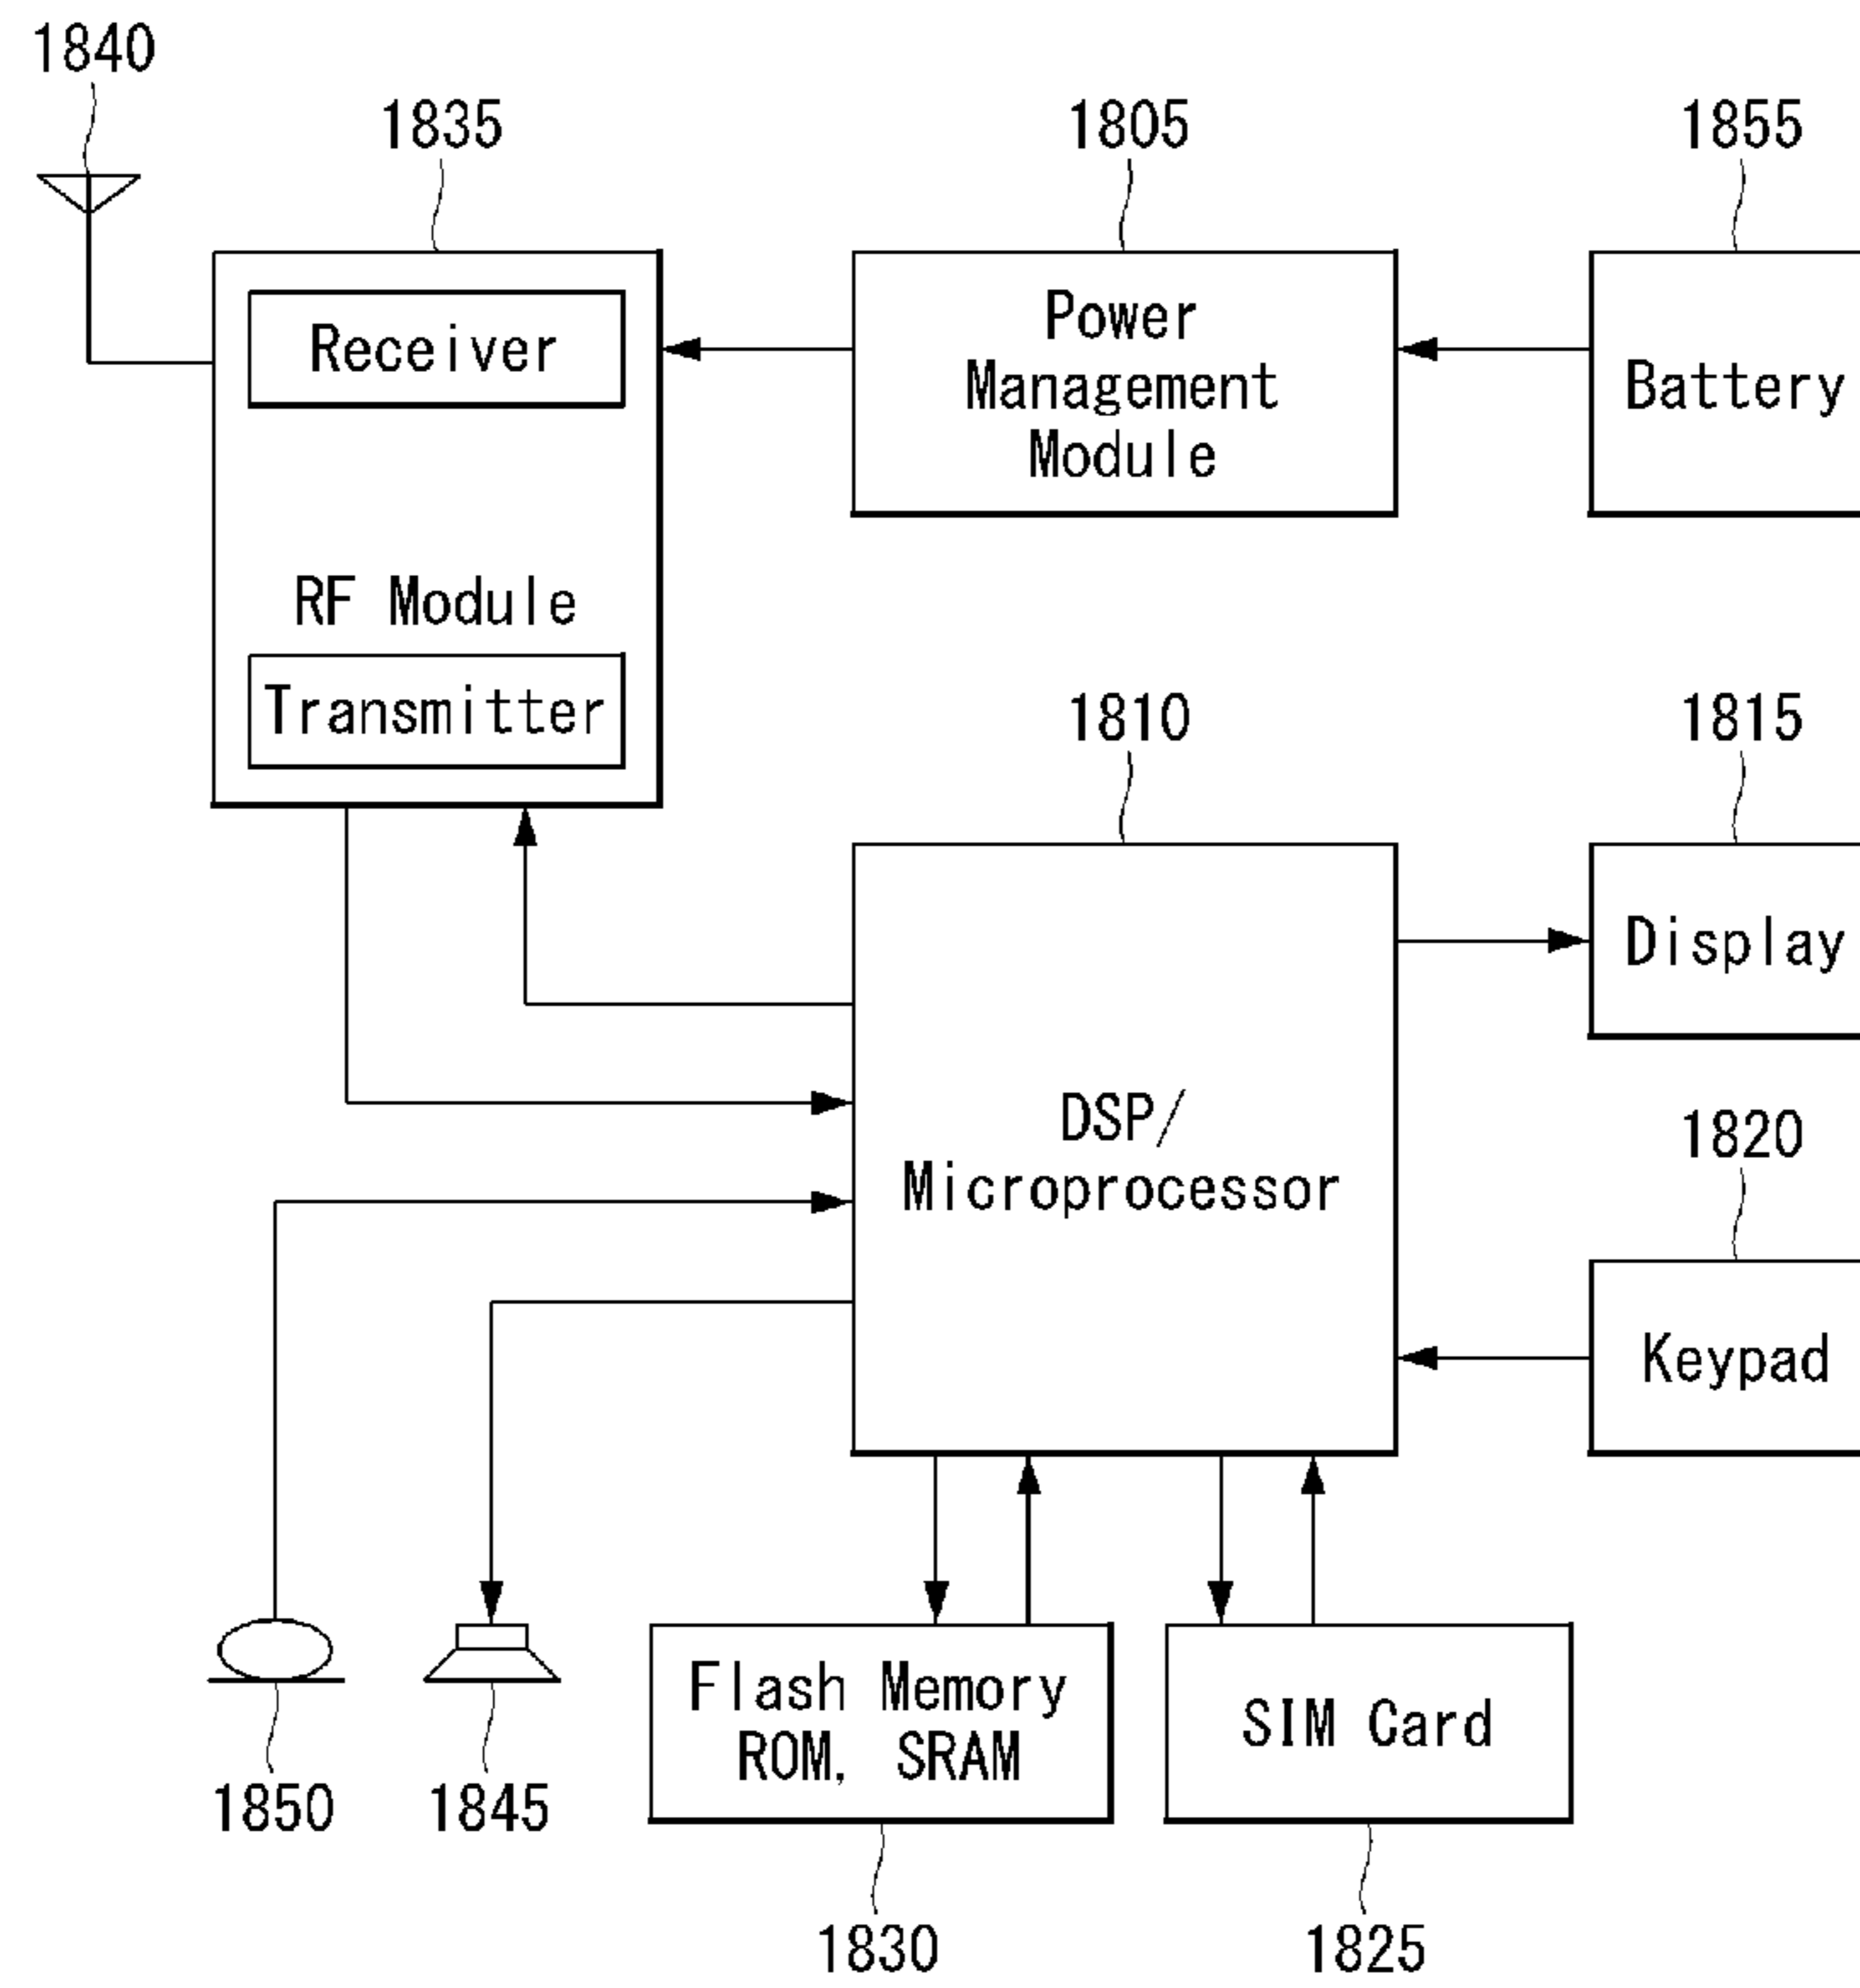 1840
1835
1805
1855
Receiver
RF Module
Transmitter
Power
Management
Module
Battery
1810
1815
DSP/
Microprocessor
Display
1820
Keypad
Flash Memory
ROM, SRAM
SIM Card
1850
1845
1830
1825